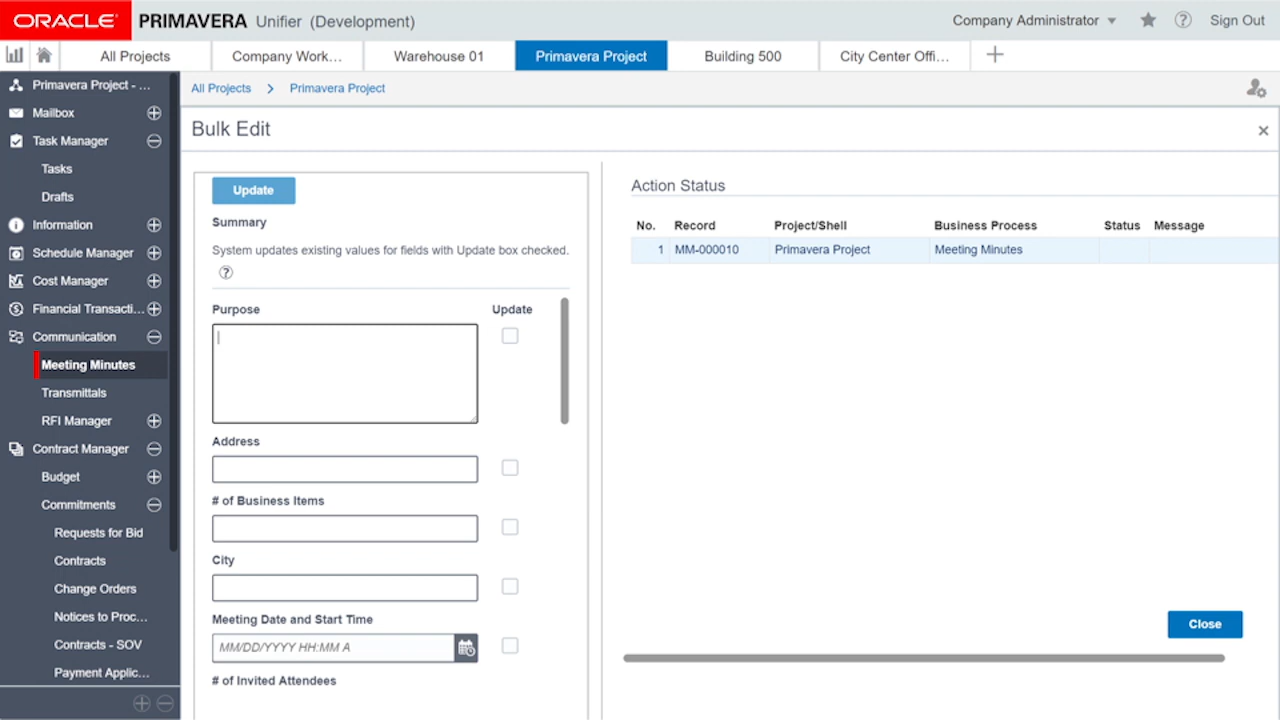 ORACLE PRIMAVERA Unifier (Development) Company Administrator Sign Out
All Projects Company Work... Warehouse 01 Primavera Project Building 500 City Center Offi...
Primavera Project - ...
Mailbox
Task Manager
Tasks
Drafts
Information
Schedule Manager
Cost Manager
Financial Transacti...
Communication
Meeting Minutes
Transmittals
RFI Manager
Contract Manager
Budget
Commitments
Requests for Bid
Contracts
Change Orders
Notices to Proc...
Contracts - SOV
Payment Applic...
All Projects > Primavera Project
Bulk Edit
Update
Summary
System updates existing values for fields with Update box checked.
Purpose Update
Address
# of Business Items
City
Meeting Date and Start Time
MM/DD/YYYY HH:MM A
# of Invited Attendees
Action Status
No. Record Project/Shell Business Process Status Message
1 MM-000010 Primavera Project Meeting Minutes
Close